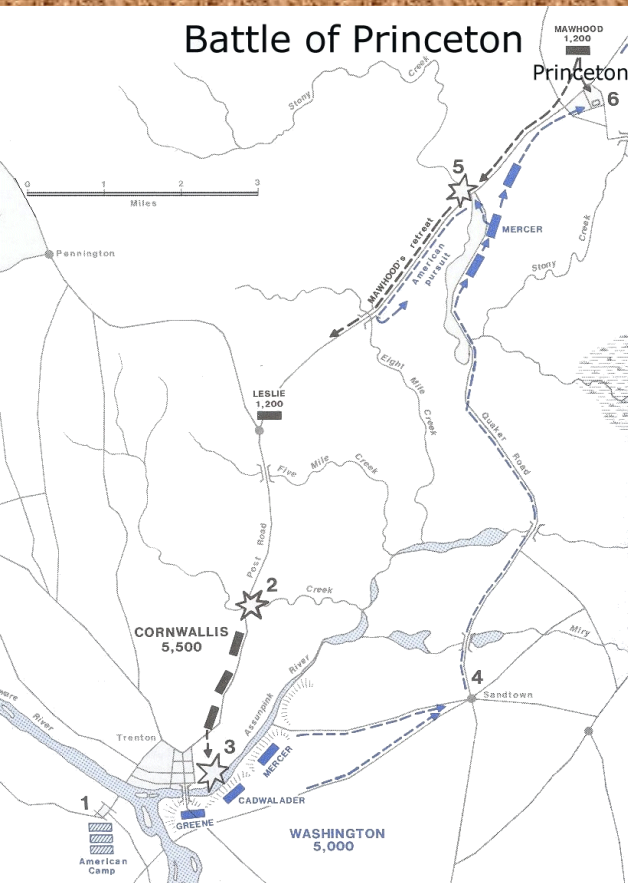 Battle of Princeton
MAWHOOD
1,200
Princeton
6
Stony
Creek
5
0 1 2 3
Miles
MERCER
MAWHOOD's retreat
American
pursuit
Stony
Creek
Pennington
Eight
Mile
Creek
LESLIE
1,200
Quaker
Road
Five Mile Creek
Post Road
2
Creek
CORNWALLIS
5,500
Miry
Assunpink
River
4
Sandtown
ware
River
Trenton
3
MERCER
1
CADWALADER
GREENE
WASHINGTON
5,000
American
Camp